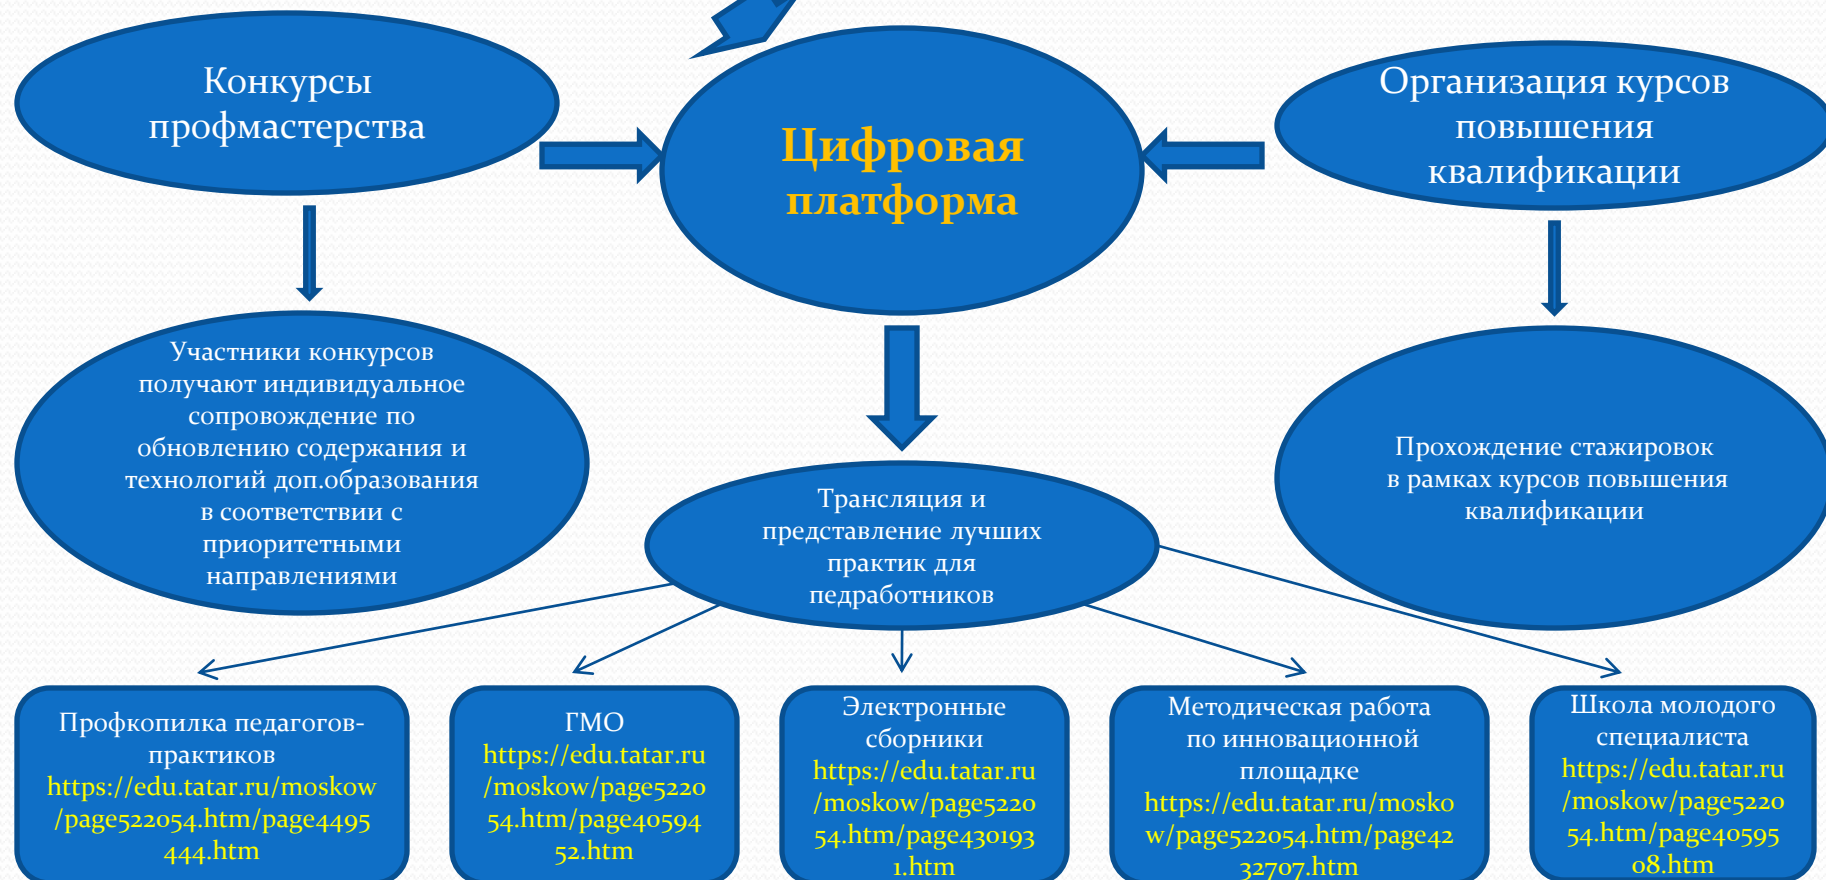 Конкурсы
профмастерства
Цифровая
платформа
Организация курсов
повышения
квалификации
Участники конкурсов
получают индивидуальное
сопровождение по
обновлению содержания и
технологий доп.образования
в соответствии с
приоритетными
направлениями
Трансляция и
представление лучших
практик для
педработников
Прохождение стажировок
в рамках курсов повышения
квалификации
Профкопилка педагогов-
практиков
https://edu.tatar.ru/moskow
/page522054.htm/page4495
444.htm
ГМО
https://edu.tatar.ru
/moskow/page5220
54.htm/page40594
52.htm
Электронные
сборники
https://edu.tatar.ru
/moskow/page5220
54.htm/page430193
1.htm
Методическая работа
по инновационной
площадке
https://edu.tatar.ru/mosko
w/page522054.htm/page42
32707.htm
Школа молодого
специалиста
https://edu.tatar.ru
/moskow/page5220
54.htm/page40595
08.htm